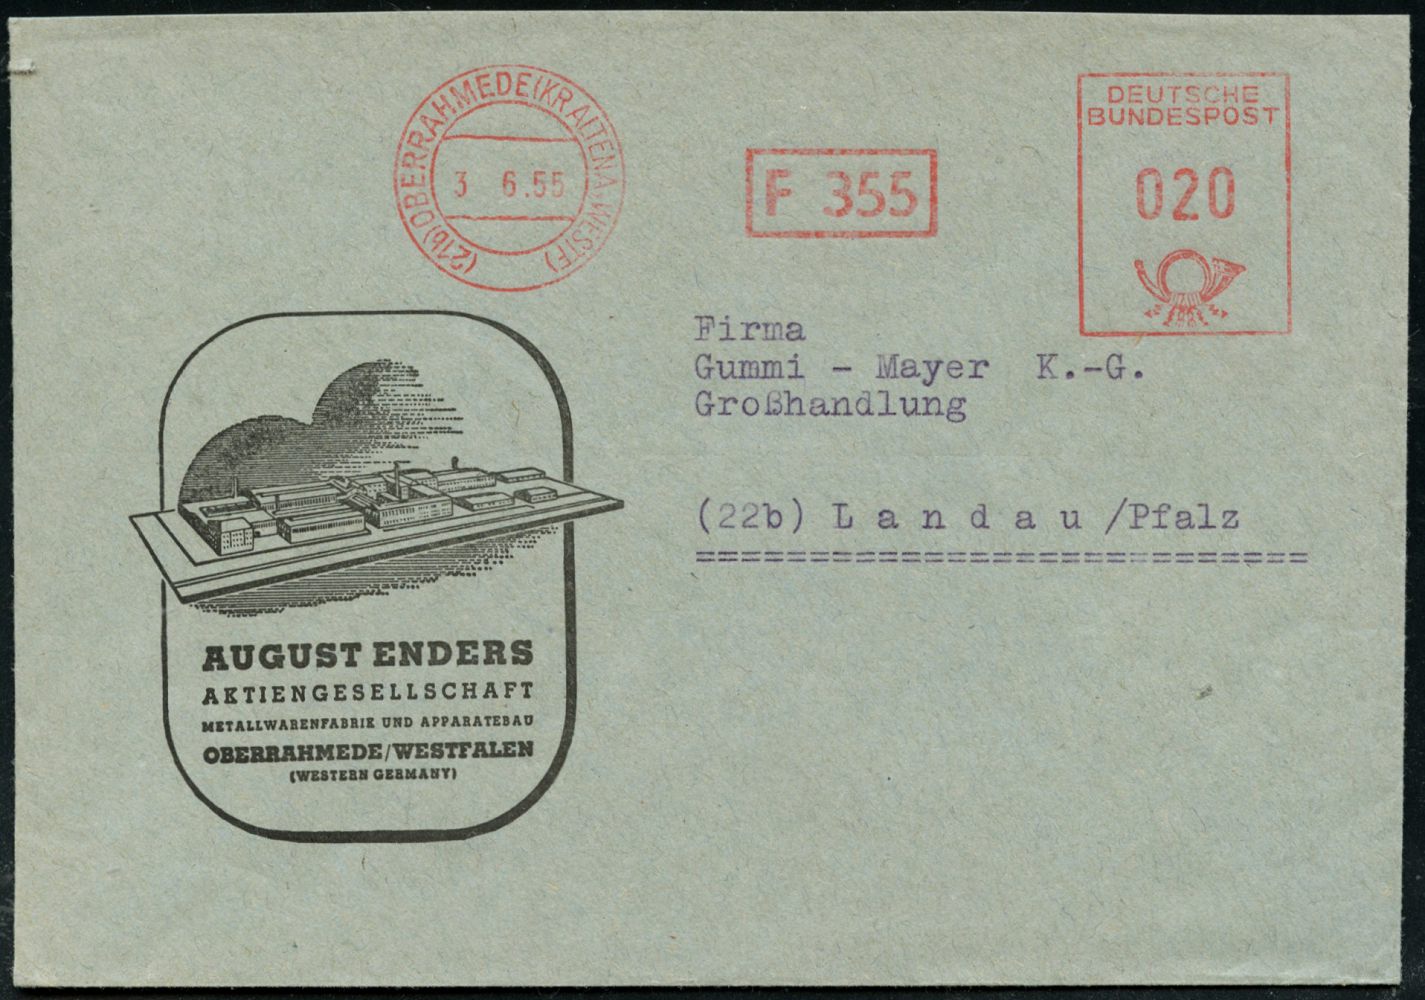 (21b) OBERRAHMEDE (KR ALTENA, WESTF)
3 6.55
F 355
DEUTSCHE
BUNDESPOST
020
Firma
Gummi - Mayer K.-G.
Großhandlung
(22b) L a n d a u /Pfalz
==============================
AUGUST ENDERS
AKTIENGESELLSCHAFT
METALLWARENFABRIK UND APPARATEBAU
OBERRAHMEDE/WESTFALEN
(WESTERN GERMANY)